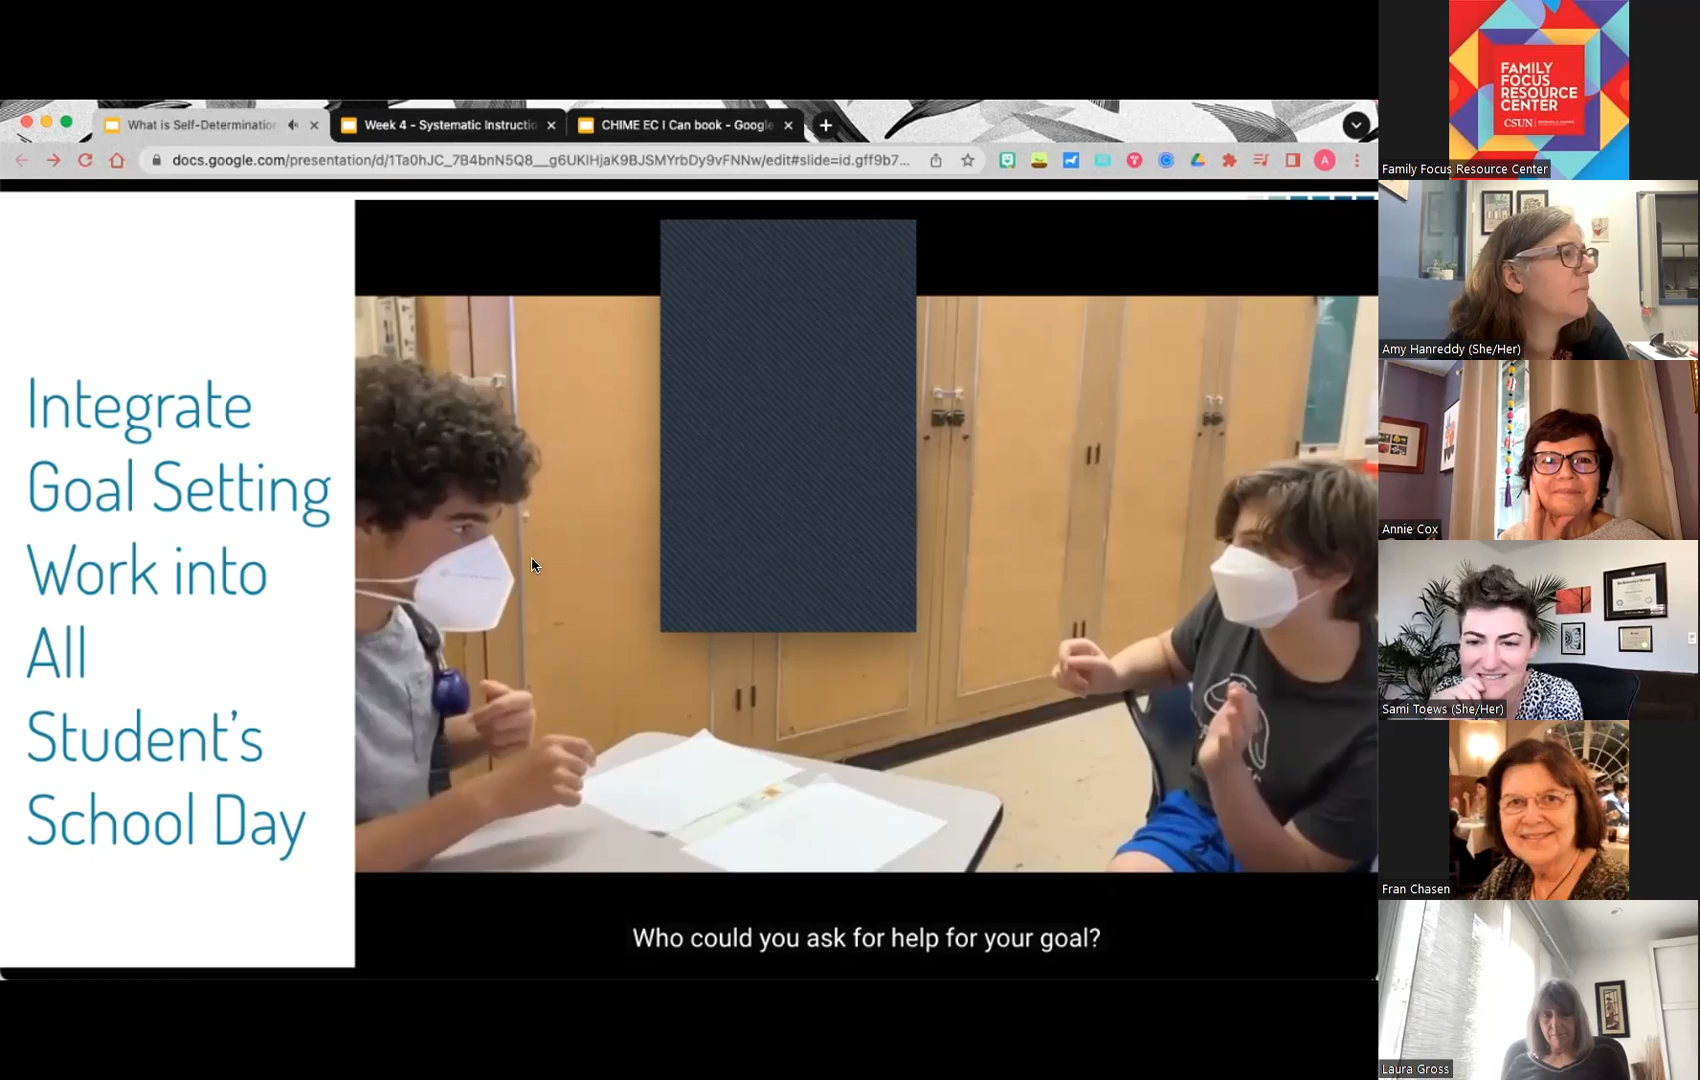 What is Self-Determination
Week 4 - Systematic Instructi
CHIME EC I Can book - Google
docs.google.com/presentation/d/1Ta0hJC_7B4bnN5Q8__g6UKlHjaK9BJSMYrbDy9vFNNw/edit#slide=id.gff9b7...
A
Integrate
Goal Setting
Work into
All
Student's
School Day
Who could you ask for help for your goal?
FAMILY
FOCUS
RESOURCE
CENTER
CSUN
Family Focus Resource Center
Amy Hanreddy (She/Her)
Annie Cox
Sami Toews (She/Her)
Fran Chasen
Laura Gross